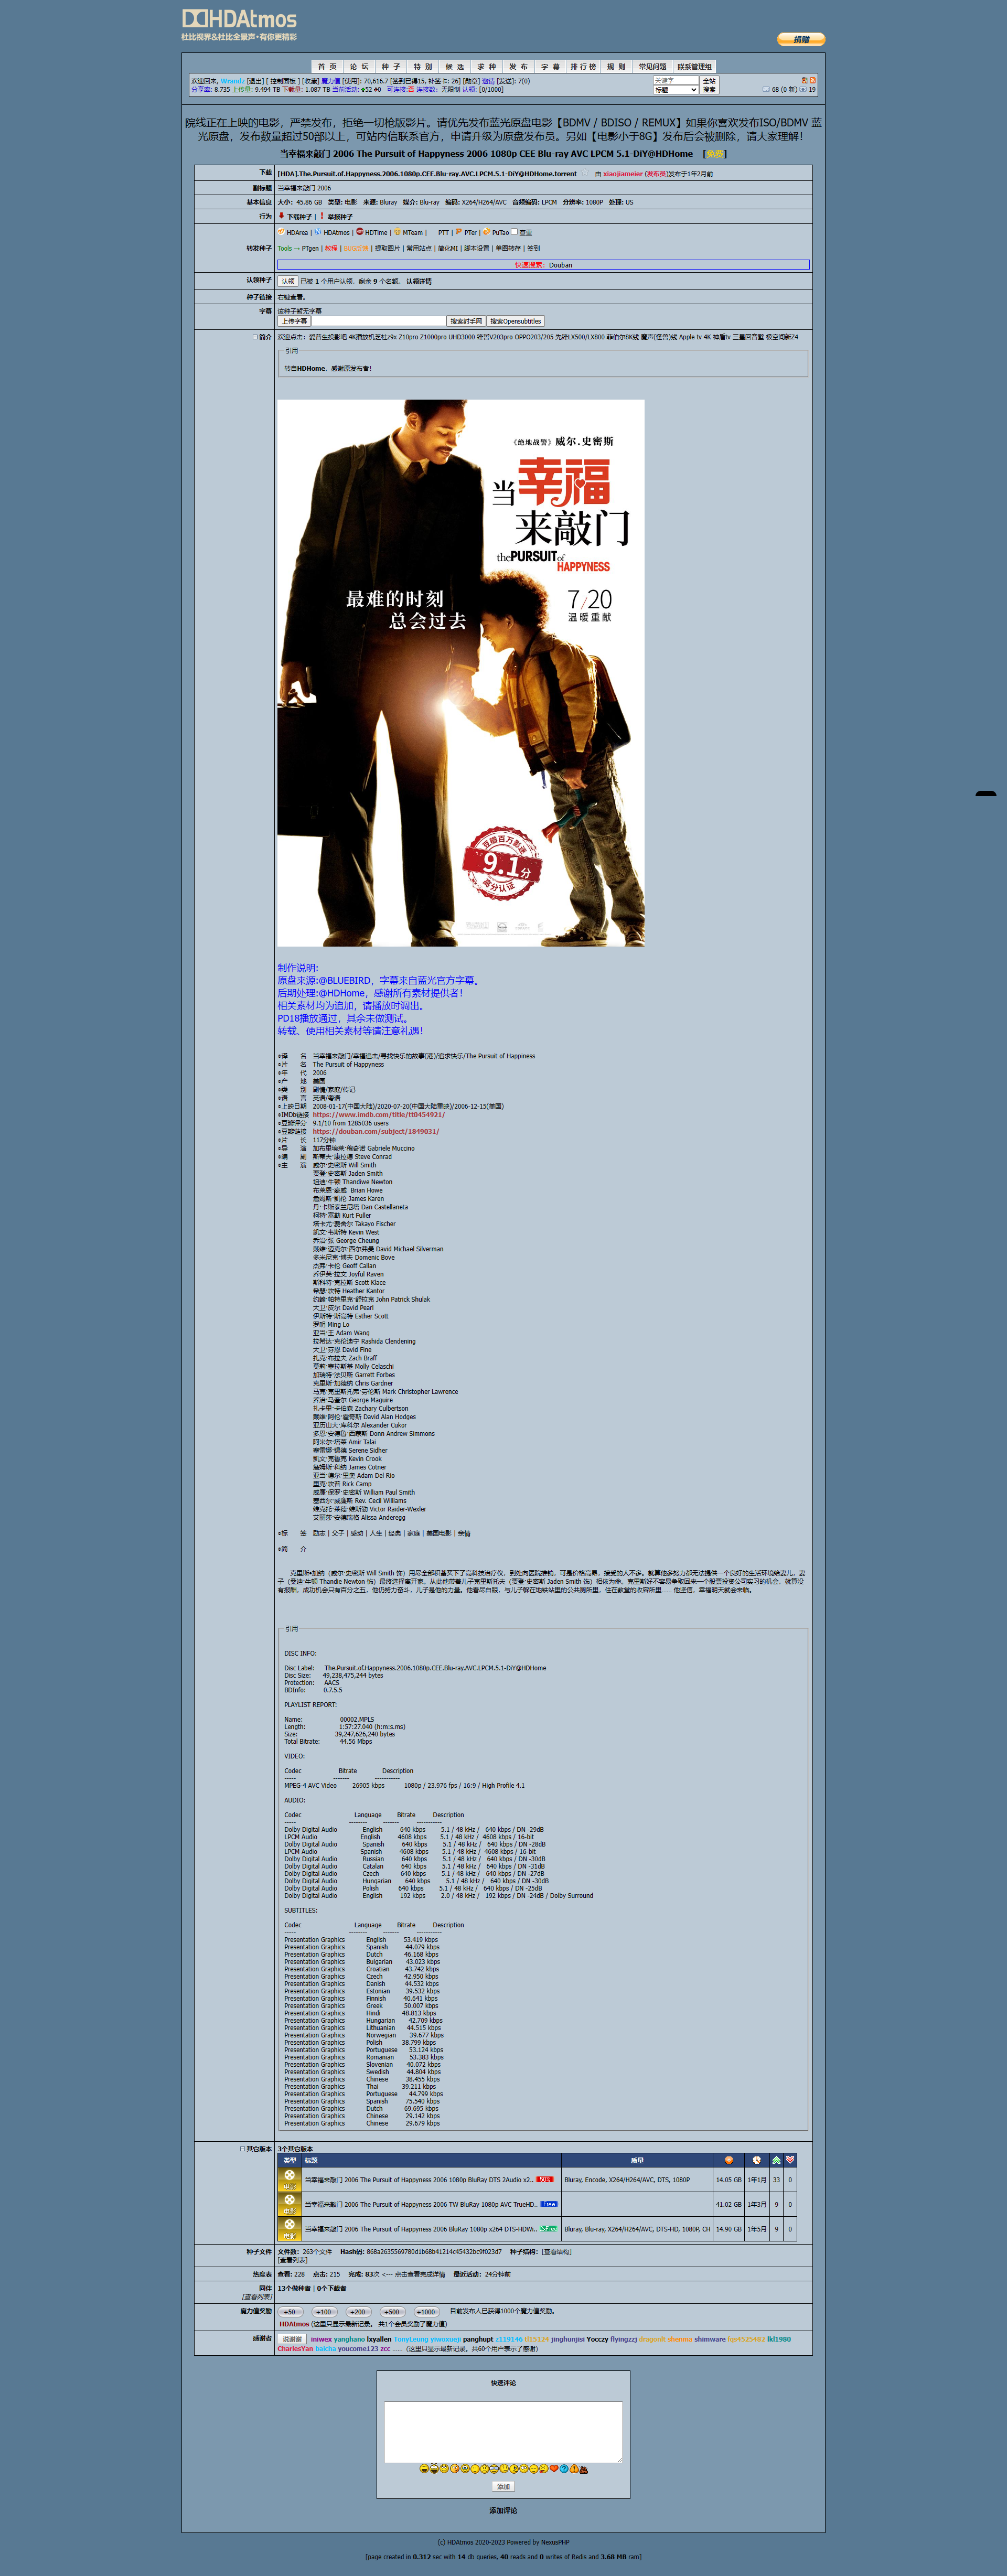 HDAtmos
杜比视界&杜比全景声·有你更精彩
捐赠
首 页 论 坛 种 子 特 别 候 选 求 种 发 布 字 幕 排 行 榜 规 则 常见问题 联系管理组
欢迎回来, [退出] [ 控制面板 ] [收藏] 魔力值 [使用]: 70,616.7 [签到已得15, 补签卡: 26] [勋章] 邀请 [发送]: 7(0)
关键字 全站
分享率: 8.735 上传量: 9.494 TB 下载量: 1.087 TB 当前活动: 52 0 可连接:否 连接数: 无限制 认领: [0/1000]
标题 搜索 68 (0 新) 19
院线正在上映的电影，严禁发布，拒绝一切枪版影片。请优先发布蓝光原盘电影【BDMV / BDISO / REMUX】如果你喜欢发布ISO/BDMV 蓝
光原盘，发布数量超过50部以上，可站内信联系官方，申请升级为原盘发布员。另如【电影小于8G】发布后会被删除，请大家理解！
当幸福来敲门 2006 The Pursuit of Happyness 2006 1080p CEE Blu-ray AVC LPCM 5.1-DiY@HDHome [免费]
下载 [HDA].The.Pursuit.of.Happyness.2006.1080p.CEE.Blu-ray.AVC.LPCM.5.1-DiY@HDHome.torrent 由 xiaojiameier (发布员)发布于1年2月前
副标题 当幸福来敲门 2006
基本信息 大小：45.86 GB 类型: 电影 来源: Bluray 媒介: Blu-ray 编码: X264/H264/AVC 音频编码: LPCM 分辨率: 1080P 处理: US
行为 下载种子 | 举报种子
HDArea | HDAtmos | HDTime | MTeam | PTT | PTer | PuTao 查重
转发种子 Tools → PTgen | 教程 | | 提取图片 | 常用站点 | 简化MI | 脚本设置 | 单图转存 | 签到
快速搜索: Douban
认领种子 认领 已被 1 个用户认领，剩余 9 个名额。 认领详情
种子链接 右键查看。
字幕 该种子暂无字幕
上传字幕 搜索射手网 搜索Opensubtitles
简介 欢迎点击：爱普生投影吧 4K播放机芝杜z9x Z10pro Z1000pro UHD3000 臻哲V203pro OPPO203/205 先锋LX500/LX800 菲伯尔8K线 魔声(怪兽)线 Apple tv 4K 神盾tv 三星回音壁 极空间新Z4
引用
转自HDHome，感谢原发布者！
《绝地战警》威尔.史密斯
当幸福
来敲门
the PURSUIT of
HAPPYNESS
最难的时刻
总会过去
7/20
温暖重献
豆瓣百万影迷
9.1分
高分认证
制作说明:
原盘来源:@BLUEBIRD，字幕来自蓝光官方字幕。
后期处理:@HDHome，感谢所有素材提供者！
相关素材均为追加，请播放时调出。
PD18播放通过，其余未做测试。
转载、使用相关素材等请注意礼遇！
◎译 名 当幸福来敲门/幸福追击/寻找快乐的故事(港)/追求快乐/The Pursuit of Happiness
◎片 名 The Pursuit of Happyness
◎年 代 2006
◎产 地 美国
◎类 别 剧情/家庭/传记
◎语 言 英语/粤语
◎上映日期 2008-01-17(中国大陆)/2020-07-20(中国大陆重映)/2006-12-15(美国)
◎IMDb链接 https://www.imdb.com/title/tt0454921/
◎豆瓣评分 9.1/10 from 1285036 users
◎豆瓣链接 https://douban.com/subject/1849031/
◎片 长 117分钟
◎导 演 加布里埃莱·穆奇诺 Gabriele Muccino
◎编 剧 斯蒂夫·康拉德 Steve Conrad
◎主 演 威尔·史密斯 Will Smith
贾登·史密斯 Jaden Smith
坦迪·牛顿 Thandiwe Newton
布莱恩·豪威 Brian Howe
詹姆斯·凯伦 James Karen
丹·卡斯泰兰尼塔 Dan Castellaneta
柯特·富勒 Kurt Fuller
塔卡尤·费舍尔 Takayo Fischer
凯文·韦斯特 Kevin West
乔治·张 George Cheung
戴维·迈克尔·西尔弗曼 David Michael Silverman
多米尼克·博夫 Domenic Bove
杰弗·卡伦 Geoff Callan
乔伊芙·拉文 Joyful Raven
斯科特·克拉斯 Scott Klace
希瑟·坎特 Heather Kantor
约翰·帕特里克·舒拉克 John Patrick Shulak
大卫·皮尔 David Pearl
伊斯特·斯高特 Esther Scott
罗明 Ming Lo
亚当·王 Adam Wang
拉希达·克伦迪宁 Rashida Clendening
大卫·芬恩 David Fine
扎克·布拉夫 Zach Braff
莫莉·塞拉斯基 Molly Celaschi
加瑞特·法贝斯 Garrett Forbes
克里斯·加德纳 Chris Gardner
马克·克里斯托弗·劳伦斯 Mark Christopher Lawrence
乔治·马奎尔 George Maguire
扎卡里·卡伯森 Zachary Culbertson
戴维·阿伦·霍奇斯 David Alan Hodges
亚历山大·库科尔 Alexander Cukor
多恩·安德鲁·西蒙斯 Donn Andrew Simmons
阿米尔·塔莱 Amir Talai
塞雷娜·锡德 Serene Sidher
凯文·克鲁克 Kevin Crook
詹姆斯·科纳 James Cotner
亚当·德尔·里奥 Adam Del Rio
里克·坎普 Rick Camp
威廉·保罗·史密斯 William Paul Smith
塞西尔·威廉斯 Rev. Cecil Williams
维克托·莱德-维斯勒 Victor Raider-Wexler
艾丽莎·安德瑞格 Alissa Anderegg
◎标 签 励志 | 父子 | 感动 | 人生 | 经典 | 家庭 | 美国电影 | 亲情
◎简 介
克里斯•加纳（威尔·史密斯 Will Smith 饰）用尽全部积蓄买下了高科技治疗仪，到处向医院推销，可是价格高昂，接受的人不多。就算他多努力都无法提供一个良好的生活环境给妻儿，妻
子（桑迪·牛顿 Thandie Newton 饰）最终选择离开家。从此他带着儿子克里斯托夫（贾登·史密斯 Jaden Smith 饰）相依为命。克里斯好不容易争取回来一个股票投资公司实习的机会，就算没
有报酬，成功机会只有百分之五，他仍努力奋斗，儿子是他的力量。他看尽白眼，与儿子躲在地铁站里的公共厕所里，住在教堂的收容所里…… 他坚信，幸福明天就会来临。
引用
DISC INFO:
Disc Label: The.Pursuit.of.Happyness.2006.1080p.CEE.Blu-ray.AVC.LPCM.5.1-DiY@HDHome
Disc Size: 49,238,475,244 bytes
Protection: AACS
BDInfo: 0.7.5.5
PLAYLIST REPORT:
Name: 00002.MPLS
Length: 1:57:27.040 (h:m:s.ms)
Size: 39,247,626,240 bytes
Total Bitrate: 44.56 Mbps
VIDEO:
Codec Bitrate Description
----- ------- -----------
MPEG-4 AVC Video 26905 kbps 1080p / 23.976 fps / 16:9 / High Profile 4.1
AUDIO:
Codec Language Bitrate Description
----- -------- ------- -----------
Dolby Digital Audio English 640 kbps 5.1 / 48 kHz / 640 kbps / DN -29dB
LPCM Audio English 4608 kbps 5.1 / 48 kHz / 4608 kbps / 16-bit
Dolby Digital Audio Spanish 640 kbps 5.1 / 48 kHz / 640 kbps / DN -28dB
LPCM Audio Spanish 4608 kbps 5.1 / 48 kHz / 4608 kbps / 16-bit
Dolby Digital Audio Russian 640 kbps 5.1 / 48 kHz / 640 kbps / DN -30dB
Dolby Digital Audio Catalan 640 kbps 5.1 / 48 kHz / 640 kbps / DN -31dB
Dolby Digital Audio Czech 640 kbps 5.1 / 48 kHz / 640 kbps / DN -27dB
Dolby Digital Audio Hungarian 640 kbps 5.1 / 48 kHz / 640 kbps / DN -30dB
Dolby Digital Audio Polish 640 kbps 5.1 / 48 kHz / 640 kbps / DN -25dB
Dolby Digital Audio English 192 kbps 2.0 / 48 kHz / 192 kbps / DN -24dB / Dolby Surround
SUBTITLES:
Codec Language Bitrate Description
----- -------- ------- -----------
Presentation Graphics English 53.419 kbps
Presentation Graphics Spanish 44.079 kbps
Presentation Graphics Dutch 46.168 kbps
Presentation Graphics Bulgarian 43.023 kbps
Presentation Graphics Croatian 43.742 kbps
Presentation Graphics Czech 42.950 kbps
Presentation Graphics Danish 44.532 kbps
Presentation Graphics Estonian 39.532 kbps
Presentation Graphics Finnish 40.641 kbps
Presentation Graphics Greek 50.007 kbps
Presentation Graphics Hindi 48.813 kbps
Presentation Graphics Hungarian 42.709 kbps
Presentation Graphics Lithuanian 44.515 kbps
Presentation Graphics Norwegian 39.677 kbps
Presentation Graphics Polish 38.799 kbps
Presentation Graphics Portuguese 53.124 kbps
Presentation Graphics Romanian 53.383 kbps
Presentation Graphics Slovenian 40.072 kbps
Presentation Graphics Swedish 44.804 kbps
Presentation Graphics Chinese 38.455 kbps
Presentation Graphics Thai 39.211 kbps
Presentation Graphics Portuguese 44.799 kbps
Presentation Graphics Spanish 75.540 kbps
Presentation Graphics Dutch 69.695 kbps
Presentation Graphics Chinese 29.142 kbps
Presentation Graphics Chinese 29.679 kbps
其它版本 3个其它版本
类型 标题 质量
电影 当幸福来敲门 2006 The Pursuit of Happyness 2006 1080p BluRay DTS 2Audio x2.. 50% Bluray, Encode, X264/H264/AVC, DTS, 1080P 14.05 GB 1年1月 33 0
电影 当幸福来敲门 2006 The Pursuit of Happyness 2006 TW BluRay 1080p AVC TrueHD.. Free 41.02 GB 1年3月 9 0
电影 当幸福来敲门 2006 The Pursuit of Happyness 2006 BluRay 1080p x264 DTS-HDWi.. Bluray, Blu-ray, X264/H264/AVC, DTS-HD, 1080P, CH 14.90 GB 1年5月 9 0
种子文件 文件数：263个文件 Hash码: 868a2635569780d1b68b41214c45432bc9f023d7 种子结构：[查看结构]
[查看列表]
热度表 查看: 228 点击: 215 完成: 83次 <--- 点击查看完成详情 最近活动：24分钟前
同伴 13个做种者 | 0个下载者
[查看列表]
魔力值奖励 +50 +100 +200 +500 +1000 目前发布人已获得1000个魔力值奖励。
HDAtmos (这里只显示最新记录。 共1个会员奖励了魔力值)
感谢者 说谢谢 iniwex yanghano lxyallen TonyLeung yiwoxueji panghupt z119146 jinghunjisi Yocczy flyingzzj dragonlt shenma shimware lkl1980
CharlesYan baicha youcome123 zcc ...... （这里只显示最新记录。共60个用户表示了感谢）
快速评论
添加
添加评论
(c) HDAtmos 2020-2023 Powered by NexusPHP
[page created in 0.312 sec with 14 db queries, 40 reads and 0 writes of Redis and 3.68 MB ram]